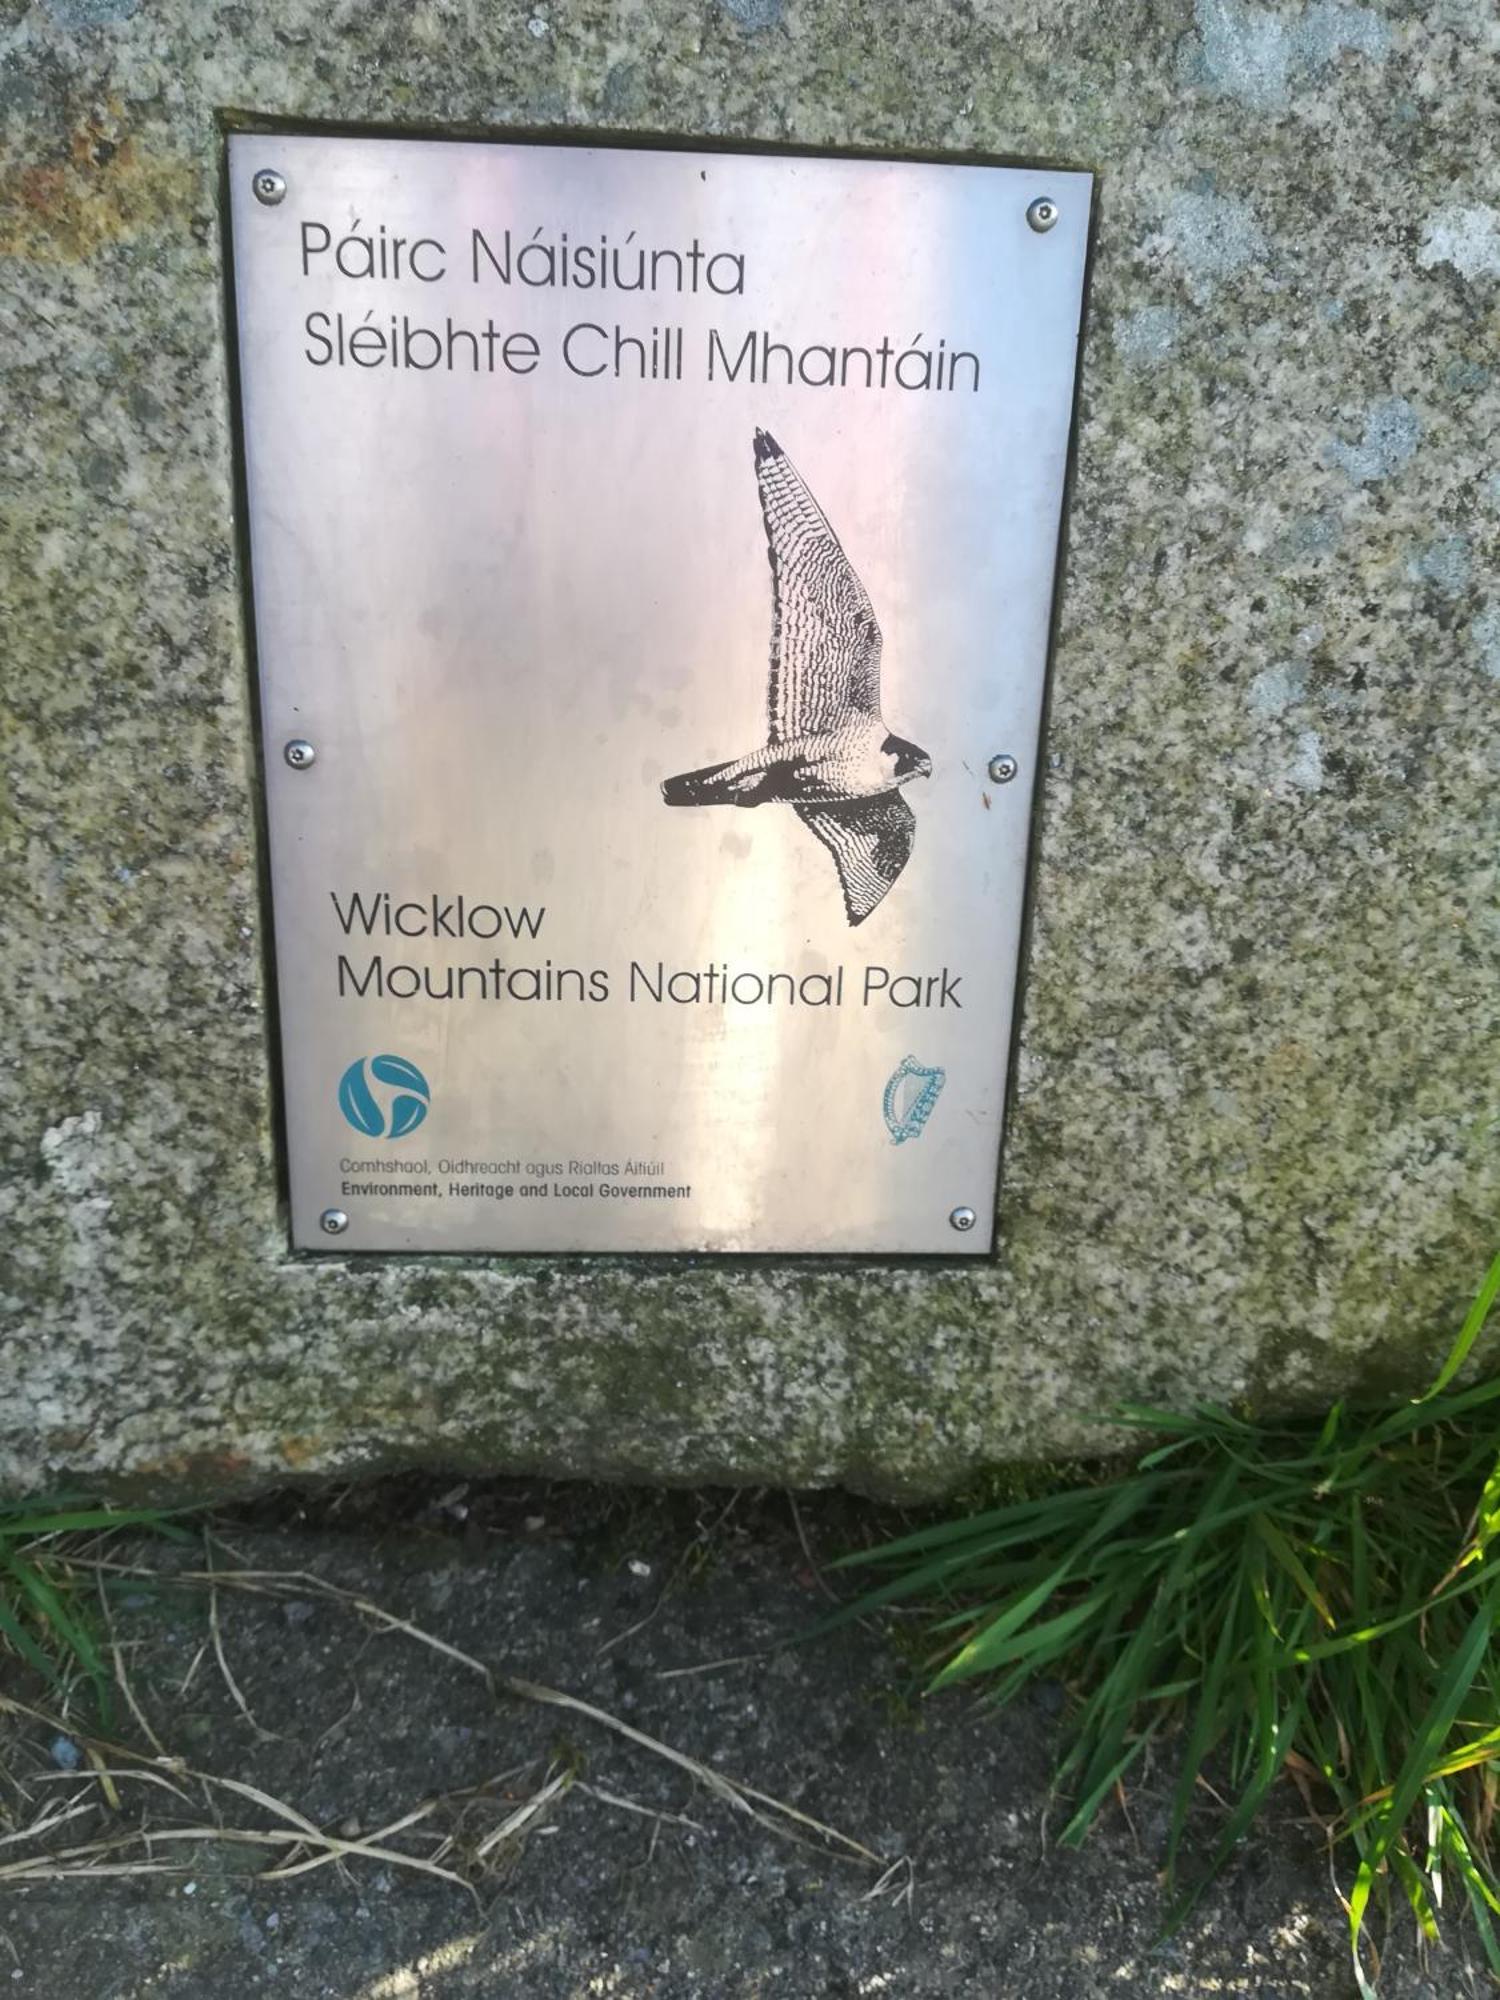 Páirc Náisiúnta
Sléibhte Chill Mhantáin
Wicklow
Mountains National Park
Comhshaol, Oidhreacht agus Rialtas Áitiúil
Environment, Heritage and Local Government